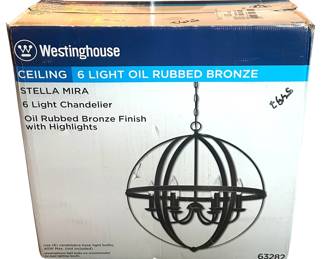 Westinghouse
CEILING 6 LIGHT OIL RUBBED BRONZE
STELLA MIRA
6 Light Chandelier
Oil Rubbed Bronze Finish
with Highlights
63282